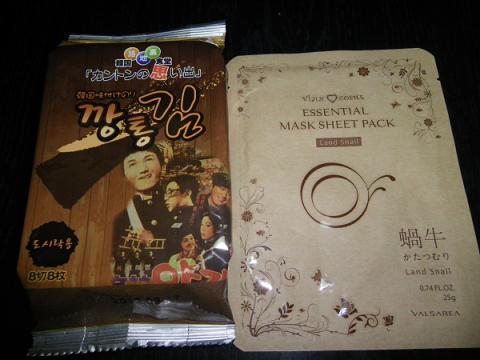 韓国
食堂
「カントンの思い出」
韓国味付けのり
깡통김
도시락용
8切8枚
ESSENTIAL
MASK SHEET PACK
Land Snail
蝸牛
かたつむり
Land Snail
0.74 FL.OZ.
25g
VALSAREA